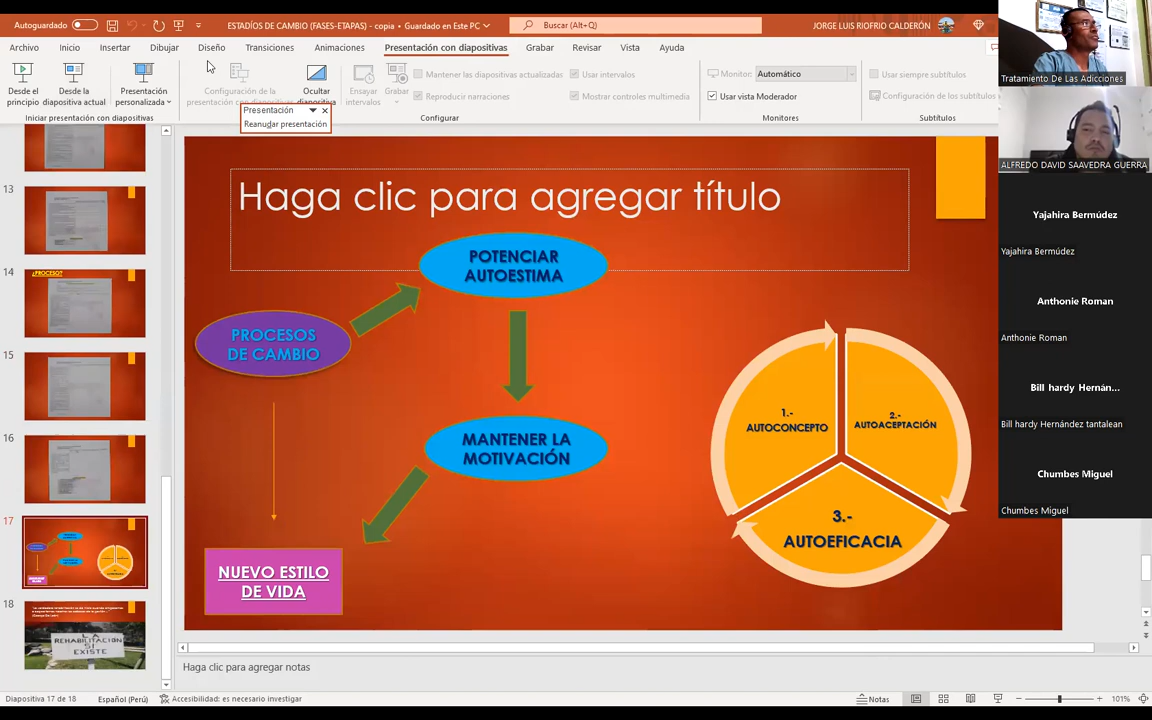 Autoguardado
ESTADÍOS DE CAMBIO (FASES-ETAPAS) - copia • Guardado en Este PC
Buscar (Alt+Q)
JORGE LUIS RIOFRIO CALDERÓN
Archivo
Inicio
Insertar
Dibujar
Diseño
Transiciones
Animaciones
Presentación con diapositivas
Grabar
Revisar
Vista
Ayuda
Desde el
principio
Desde la
diapositiva actual
Presentación
personalizada
Configuración de la
presentación con diapositivas
Ocultar
diapositiva
Ensayar
intervalos
Grabar
Mantener las diapositivas actualizadas
Reproducir narraciones
Usar intervalos
Mostrar controles multimedia
Monitor:
Automático
Usar vista Moderador
Usar siempre subtítulos
Configuración de los subtítulos
Iniciar presentación con diapositivas
Configurar
Monitores
Subtítulos
Presentación
Reanudar presentación
13
14
¿PROCESO?
15
16
17
18
LA
REHABILITACION
SI
EXISTE
Haga clic para agregar título
POTENCIAR
AUTOESTIMA
PROCESOS
DE CAMBIO
MANTENER LA
MOTIVACIÓN
NUEVO ESTILO
DE VIDA
1.-
AUTOCONCEPTO
2.-
AUTOACEPTACIÓN
3.-
AUTOEFICACIA
Haga clic para agregar notas
Diapositiva 17 de 18
Español (Perú)
Accesibilidad: es necesario investigar
Notas
101%
Tratamiento De Las Adicciones
ALFREDO DAVID SAAVEDRA GUERRA
Yajahira Bermúdez
Yajahira Bermúdez
Anthonie Roman
Anthonie Roman
Bill hardy Hernán...
Bill hardy Hernández tantalean
Chumbes Miguel
Chumbes Miguel